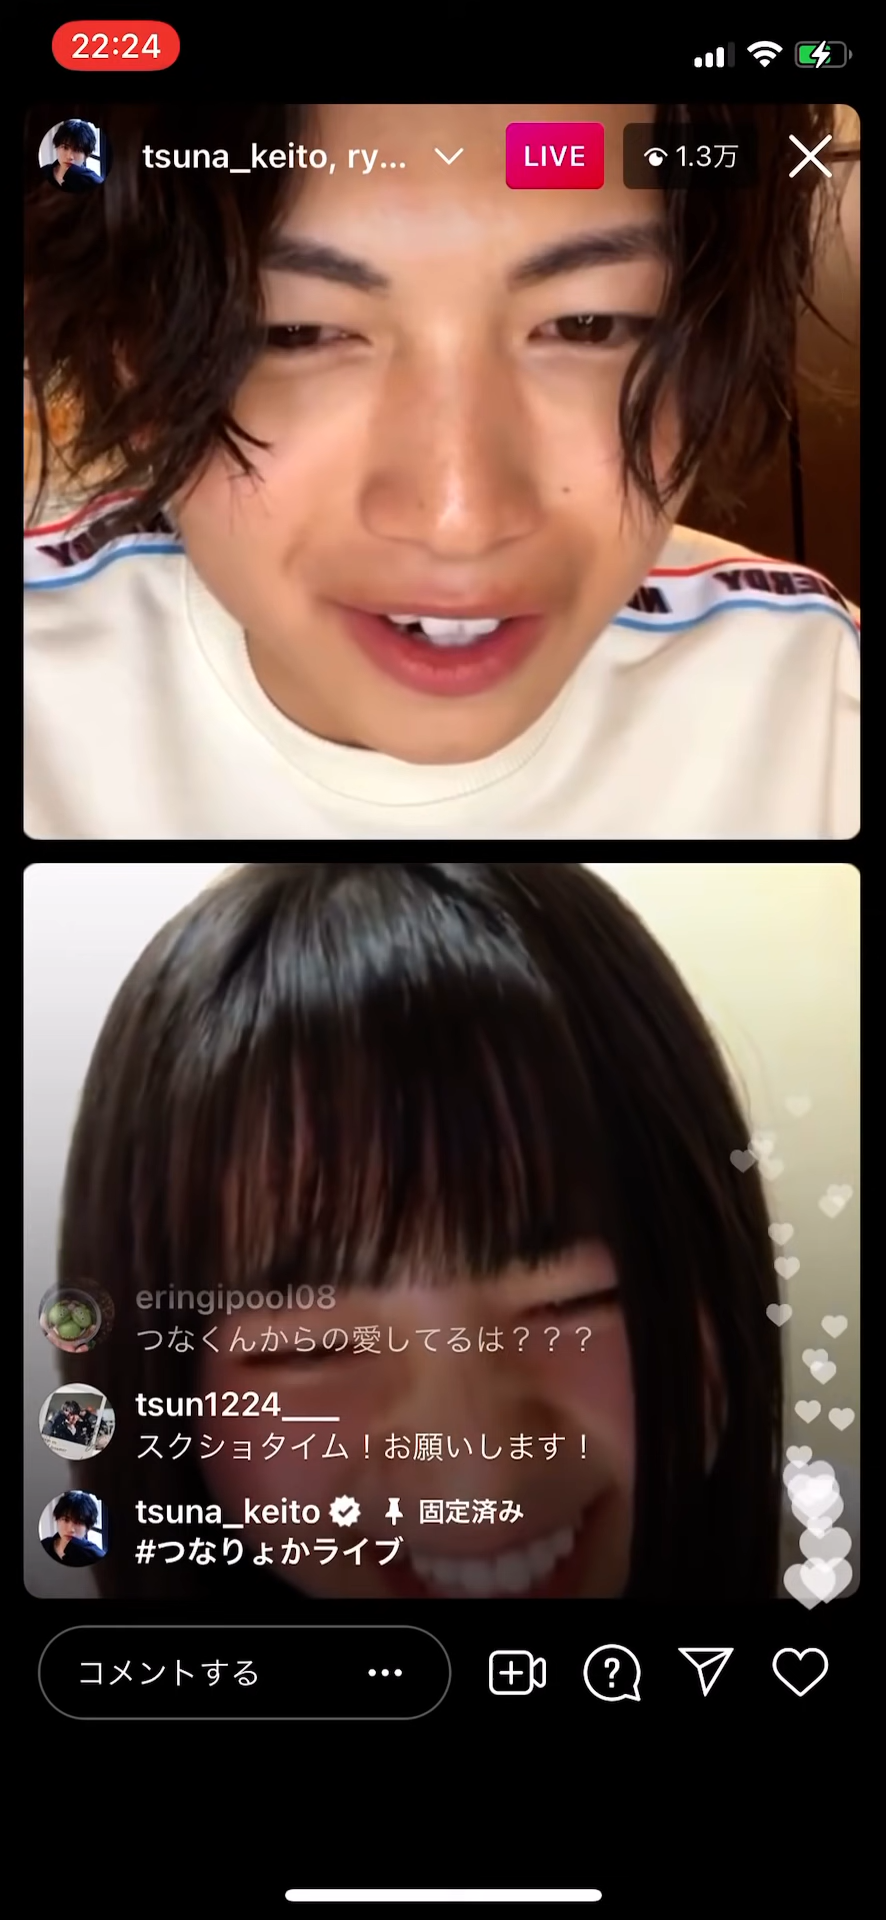 22:24
tsuna_keito, ry...
LIVE
1.3万
NERDY
eringipool08
つなくんからの愛してるは？？？
tsun1224___
スクショタイム！お願いします！
tsuna_keito 固定済み
#つなりょかライブ
コメントする